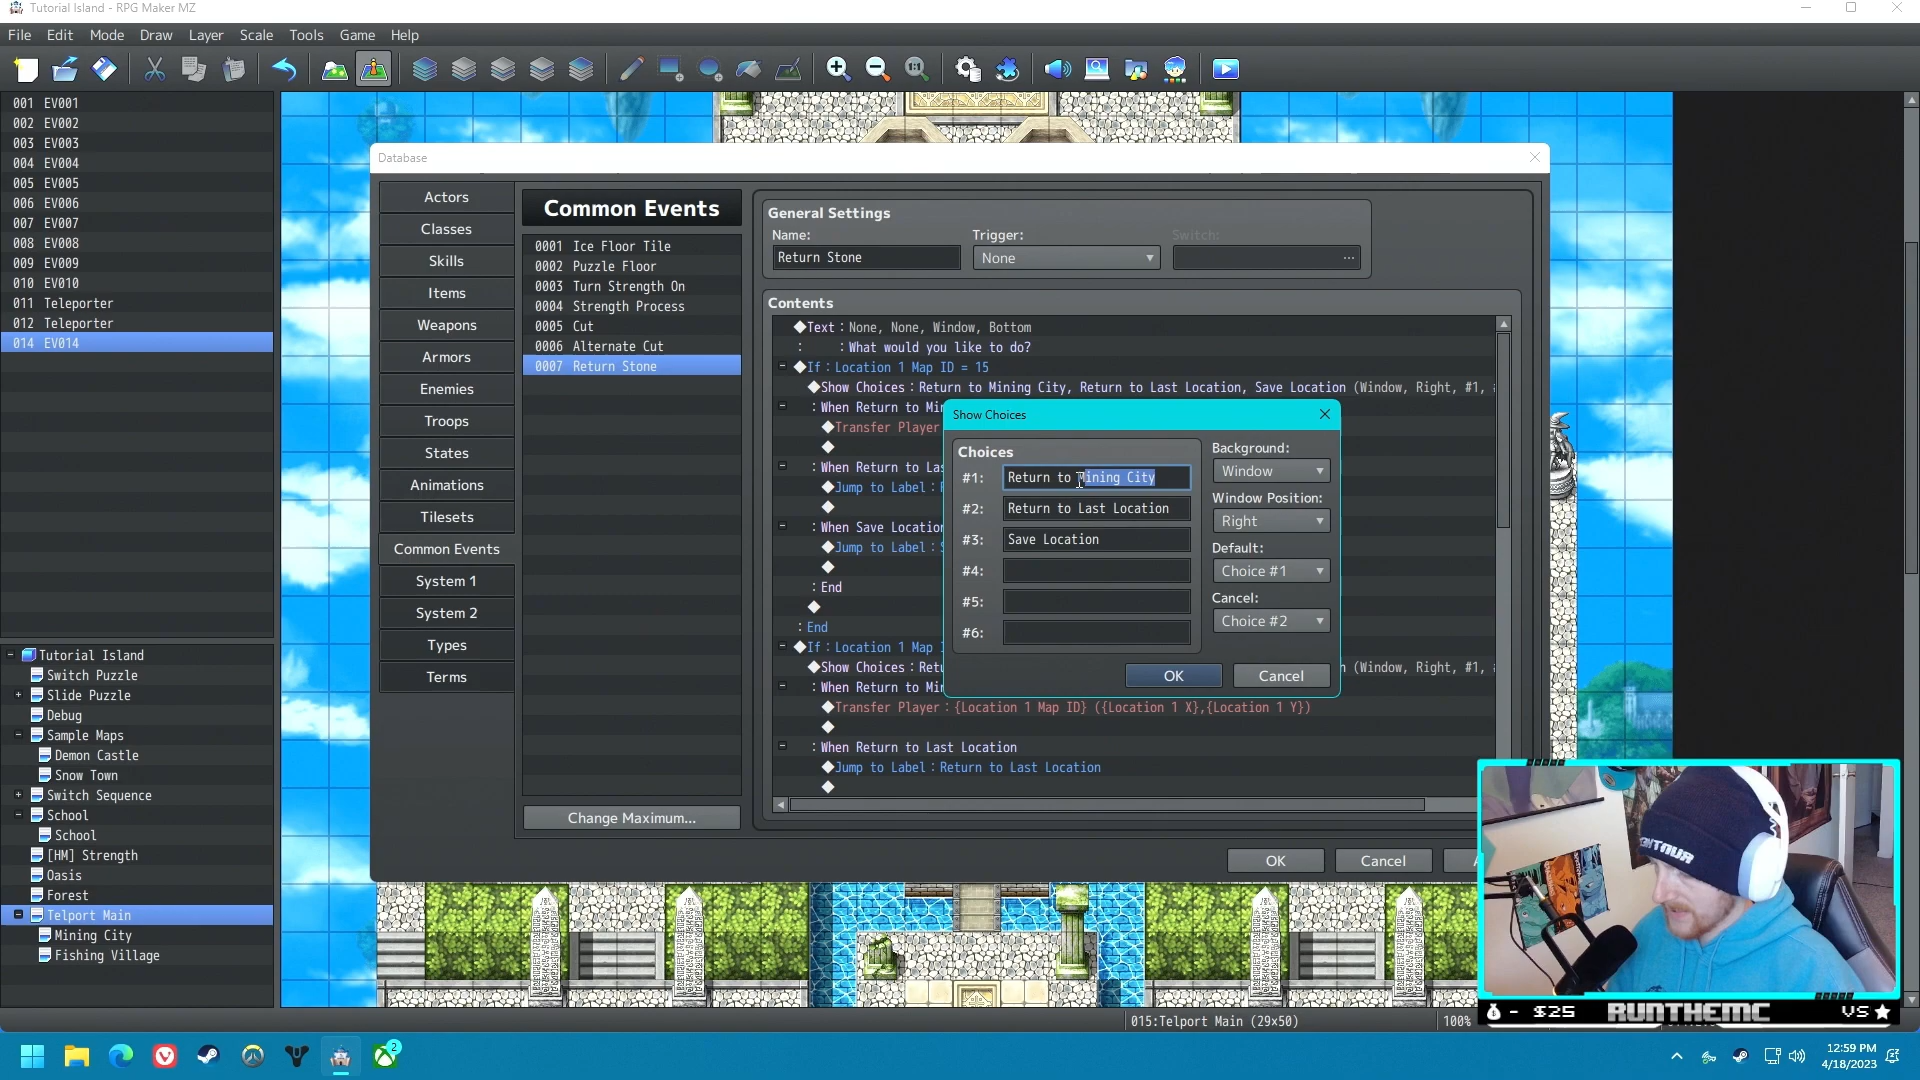 Tutorial Island - RPG Maker MZ
File Edit Mode Draw Layer Scale Tools Game Help
001 EV001
002 EV002
003 EV003
004 EV004
005 EV005
006 EV006
007 EV007
008 EV008
009 EV009
010 EV010
011 Teleporter
012 Teleporter
014 EV014
Tutorial Island
Switch Puzzle
Slide Puzzle
Debug
Sample Maps
Demon Castle
Snow Town
Switch Sequence
School
School
[HM] Strength
Oasis
Forest
Telport Main
Mining City
Fishing Village
Database
Actors
Classes
Skills
Items
Weapons
Armors
Enemies
Troops
States
Animations
Tilesets
Common Events
System 1
System 2
Types
Terms
Common Events
0001 Ice Floor Tile
0002 Puzzle Floor
0003 Turn Strength On
0004 Strength Process
0005 Cut
0006 Alternate Cut
0007 Return Stone
Change Maximum...
General Settings
Name: Trigger: Switch:
Return Stone None ...
Contents
◆Text : None, None, Window, Bottom
: :What would you like to do?
◆If : Location 1 Map ID = 15
◆Show Choices : Return to Mining City, Return to Last Location, Save Location (Window, Right, #1,
: When Return to Min
◆Transfer Player
◆
: When Return to Las
◆Jump to Label :
◆
: When Save Location
◆Jump to Label :
◆
: End
◆
: End
◆If : Location 1 Map
◆Show Choices : Retu (Window, Right, #1,
: When Return to Min
◆Transfer Player : {Location 1 Map ID} ({Location 1 X},{Location 1 Y})
◆
: When Return to Last Location
◆Jump to Label : Return to Last Location
◆
OK Cancel
Show Choices
Choices
#1: Return to Mining City
#2: Return to Last Location
#3: Save Location
#4:
#5:
#6:
Background:
Window
Window Position:
Right
Default:
Choice #1
Cancel:
Choice #2
OK Cancel
015:Telport Main (29x50) 100%
- $25 RUNTHEMC VS
2
12:59 PM
4/18/2023